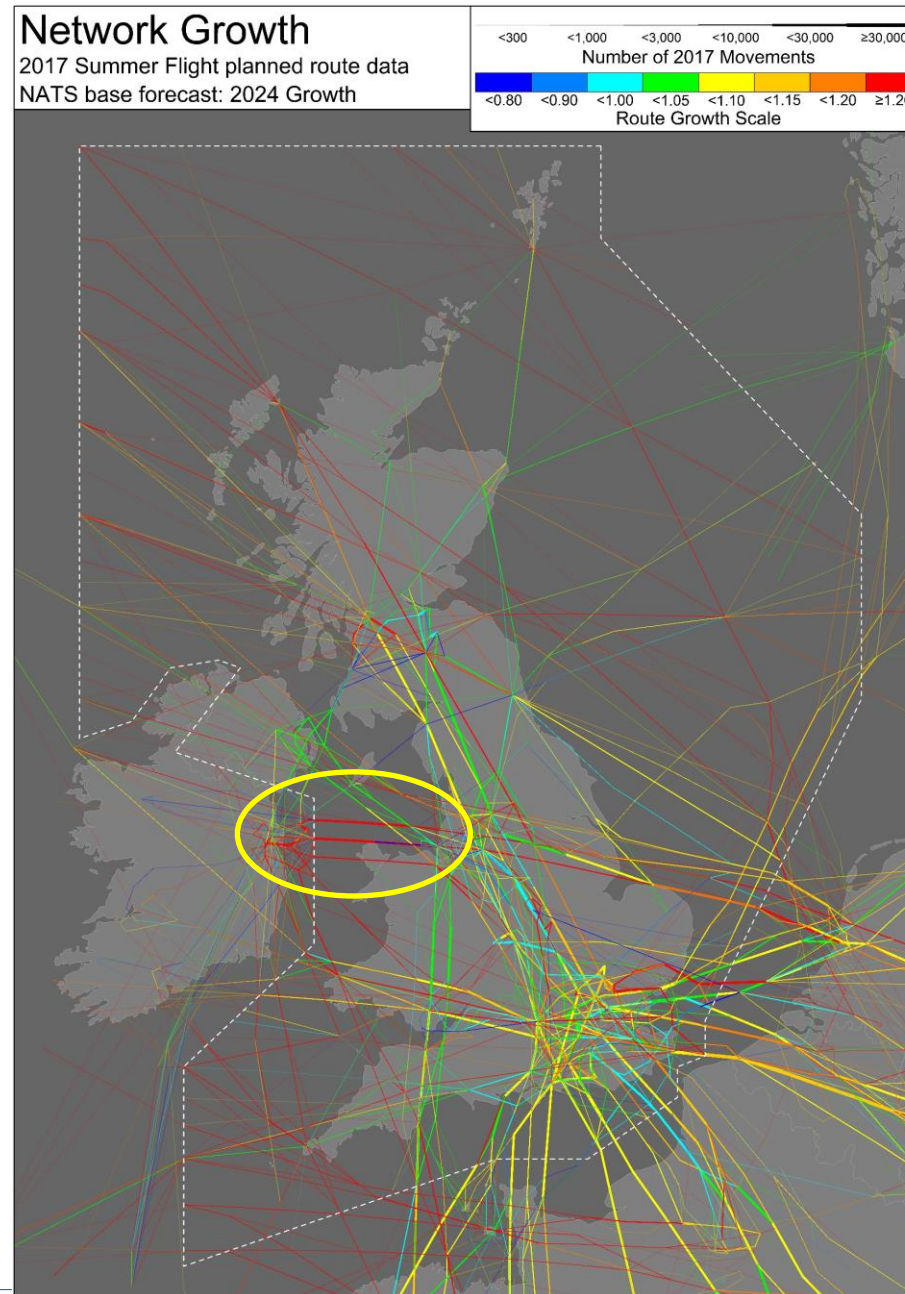 Network Growth
2017 Summer Flight planned route data
NATS base forecast: 2024 Growth
<300 <1,000 <3,000 <10,000 <30,000 ≥30,000
Number of 2017 Movements
<0.80 <0.90 <1.00 <1.05 <1.10 <1.15 <1.20 ≥1.20
Route Growth Scale